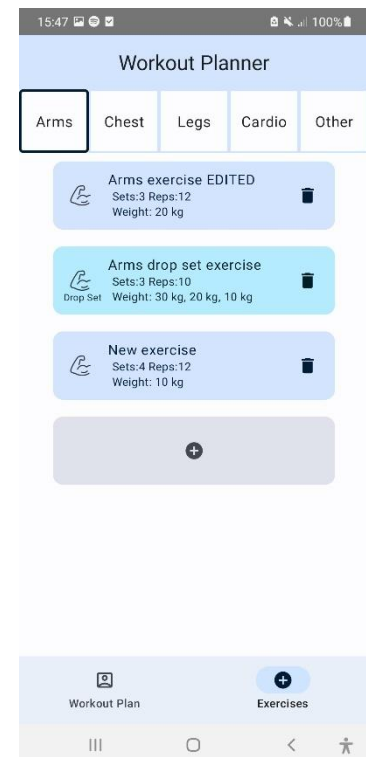 15:47 100%
Workout Planner
Arms Chest Legs Cardio Other
Arms exercise EDITED
Sets:3 Reps:12
Weight: 20 kg
Arms drop set exercise
Sets:3 Reps:10
Drop Set Weight: 30 kg, 20 kg, 10 kg
New exercise
Sets:4 Reps:12
Weight: 10 kg
Workout Plan Exercises